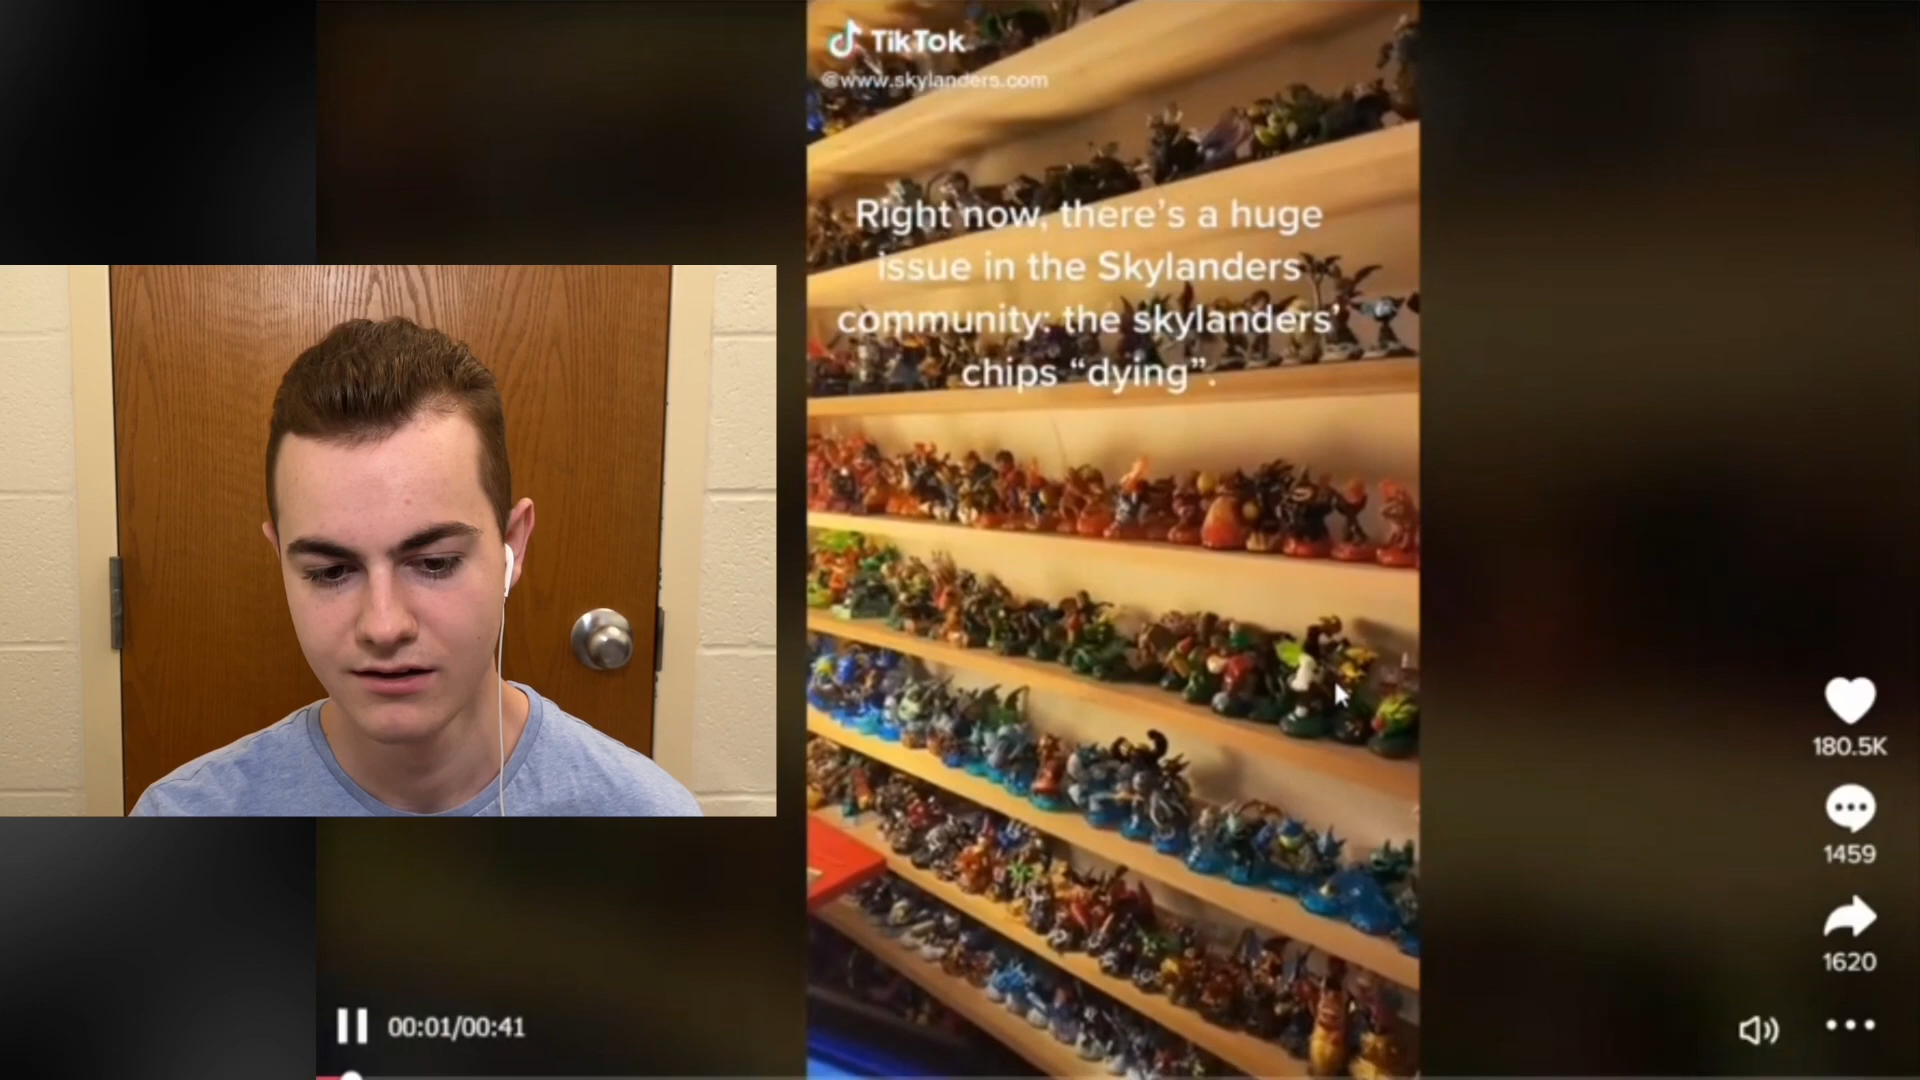 TikTok
@www.skylanders.com
Right now, there's a huge
issue in the Skylanders
community: the skylanders'
chips “dying”.
180.5K
1459
1620
00:01/00:41